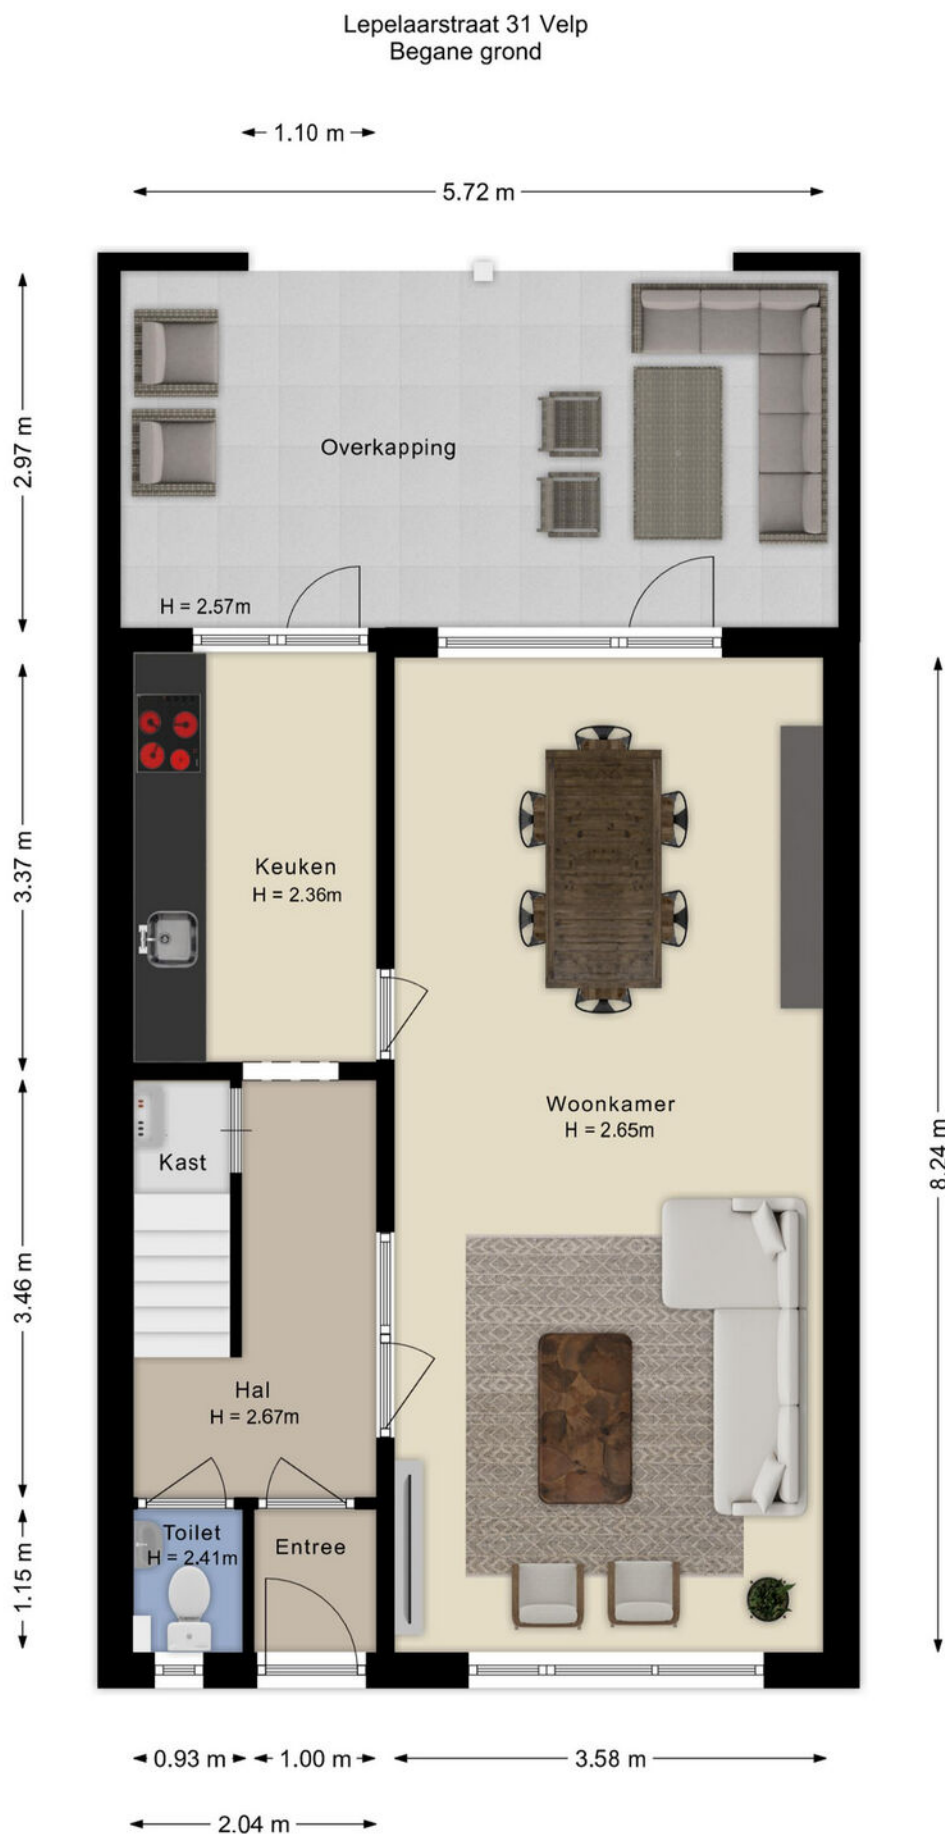 Lepelaarstraat 31 Velp
Begane grond
1.10 m
5.72 m
2.97 m
Overkapping
H = 2.57m
3.37 m
Keuken
H = 2.36m
Woonkamer
H = 2.65m
8.24 m
Kast
3.46 m
Hal
H = 2.67m
1.15 m
Toilet
H = 2.41m
Entree
0.93 m
1.00 m
3.58 m
2.04 m